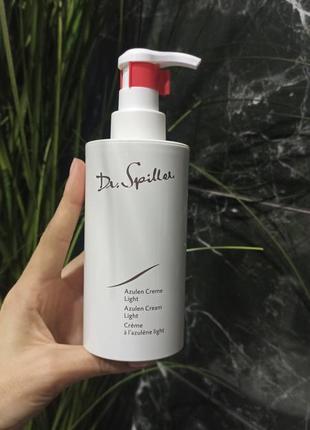 Dr. Spiller
Azulen Creme
Light
Azulen Cream
Light
Crème
à l'azulène light